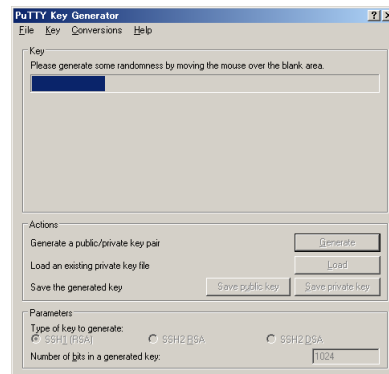 PuTTY Key Generator
File Key Conversions Help
Key
Please generate some randomness by moving the mouse over the blank area.
Actions
Generate a public/private key pair
Generate
Load an existing private key file
Load
Save the generated key
Save public key
Save private key
Parameters
Type of key to generate:
SSH1 (RSA)
SSH2 RSA
SSH2 DSA
Number of bits in a generated key:
1024